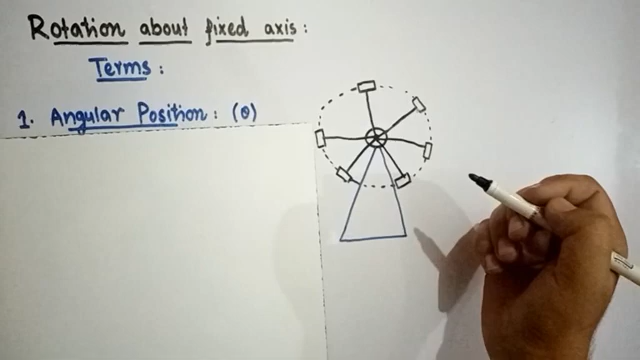 Rotation about fixed axis :
Terms :
1. Angular Position : (θ)